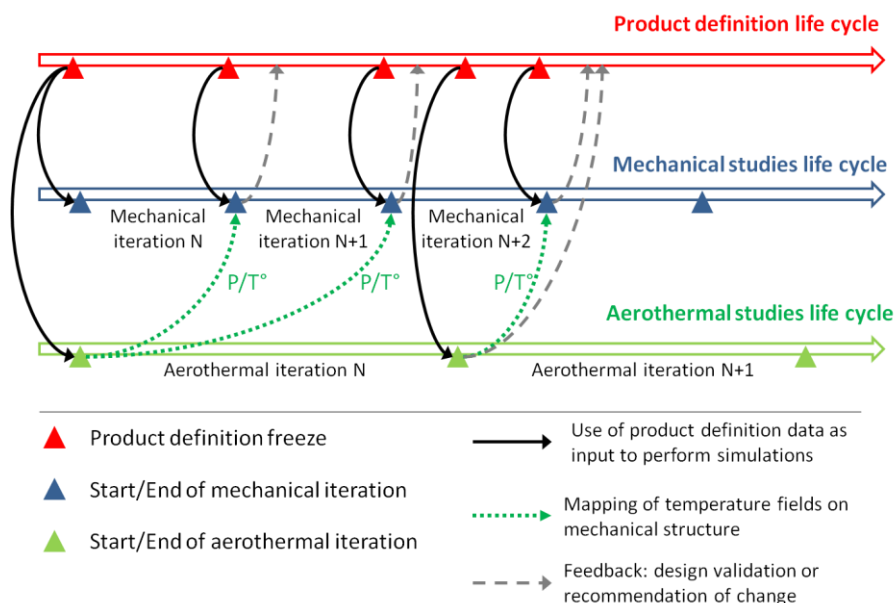 Product definition life cycle
Mechanical studies life cycle
Mechanical
iteration N
Mechanical
iteration N+1
Mechanical
iteration N+2
P/T°
P/T°
P/T°
Aerothermal studies life cycle
Aerothermal iteration N
Aerothermal iteration N+1
Product definition freeze
Start/End of mechanical iteration
Start/End of aerothermal iteration
Use of product definition data as
input to perform simulations
Mapping of temperature fields on
mechanical structure
Feedback: design validation or
recommendation of change